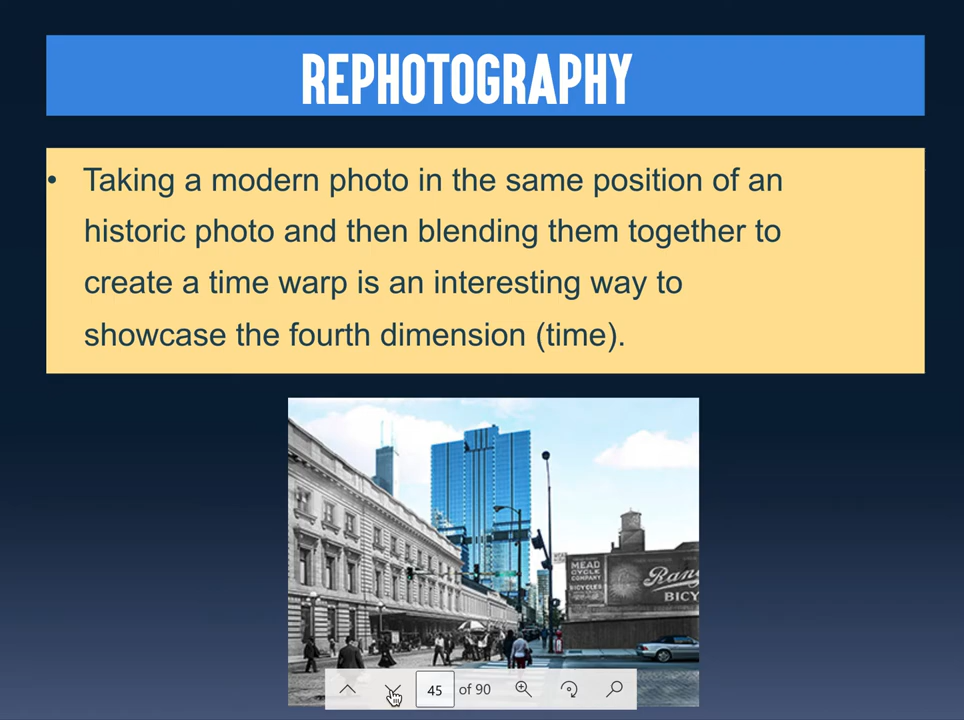 REPHOTOGRAPHY
• Taking a modern photo in the same position of an
historic photo and then blending them together to
create a time warp is an interesting way to
showcase the fourth dimension (time).
MEAD
CYCLE
COMPANY
BICYCLES
BICY
45 of 90